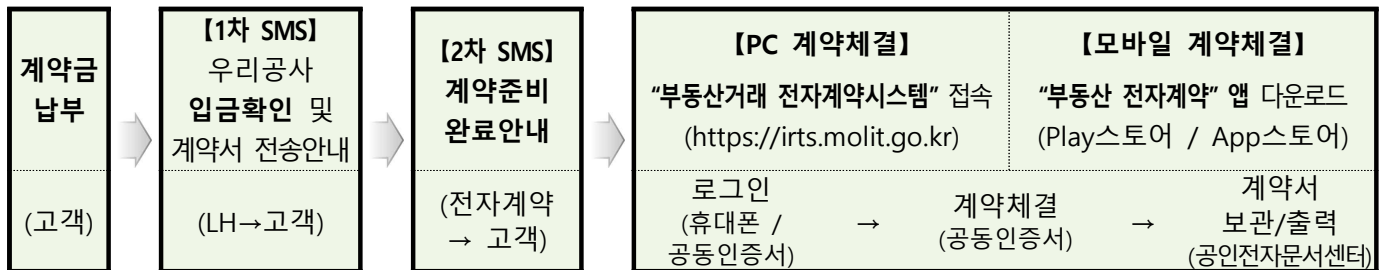 계약금
납부
(고객)
【1차 SMS】
우리공사
입금확인 및
계약서 전송안내
(LH→고객)
【2차 SMS】
계약준비
완료안내
(전자계약
→ 고객)
【PC 계약체결】
“부동산거래 전자계약시스템” 접속
(https://irts.molit.go.kr)
【모바일 계약체결】
“부동산 전자계약” 앱 다운로드
(Play스토어 / App스토어)
로그인
(휴대폰 /
공동인증서)
→
계약체결
(공동인증서)
→
계약서
보관/출력
(공인전자문서센터)